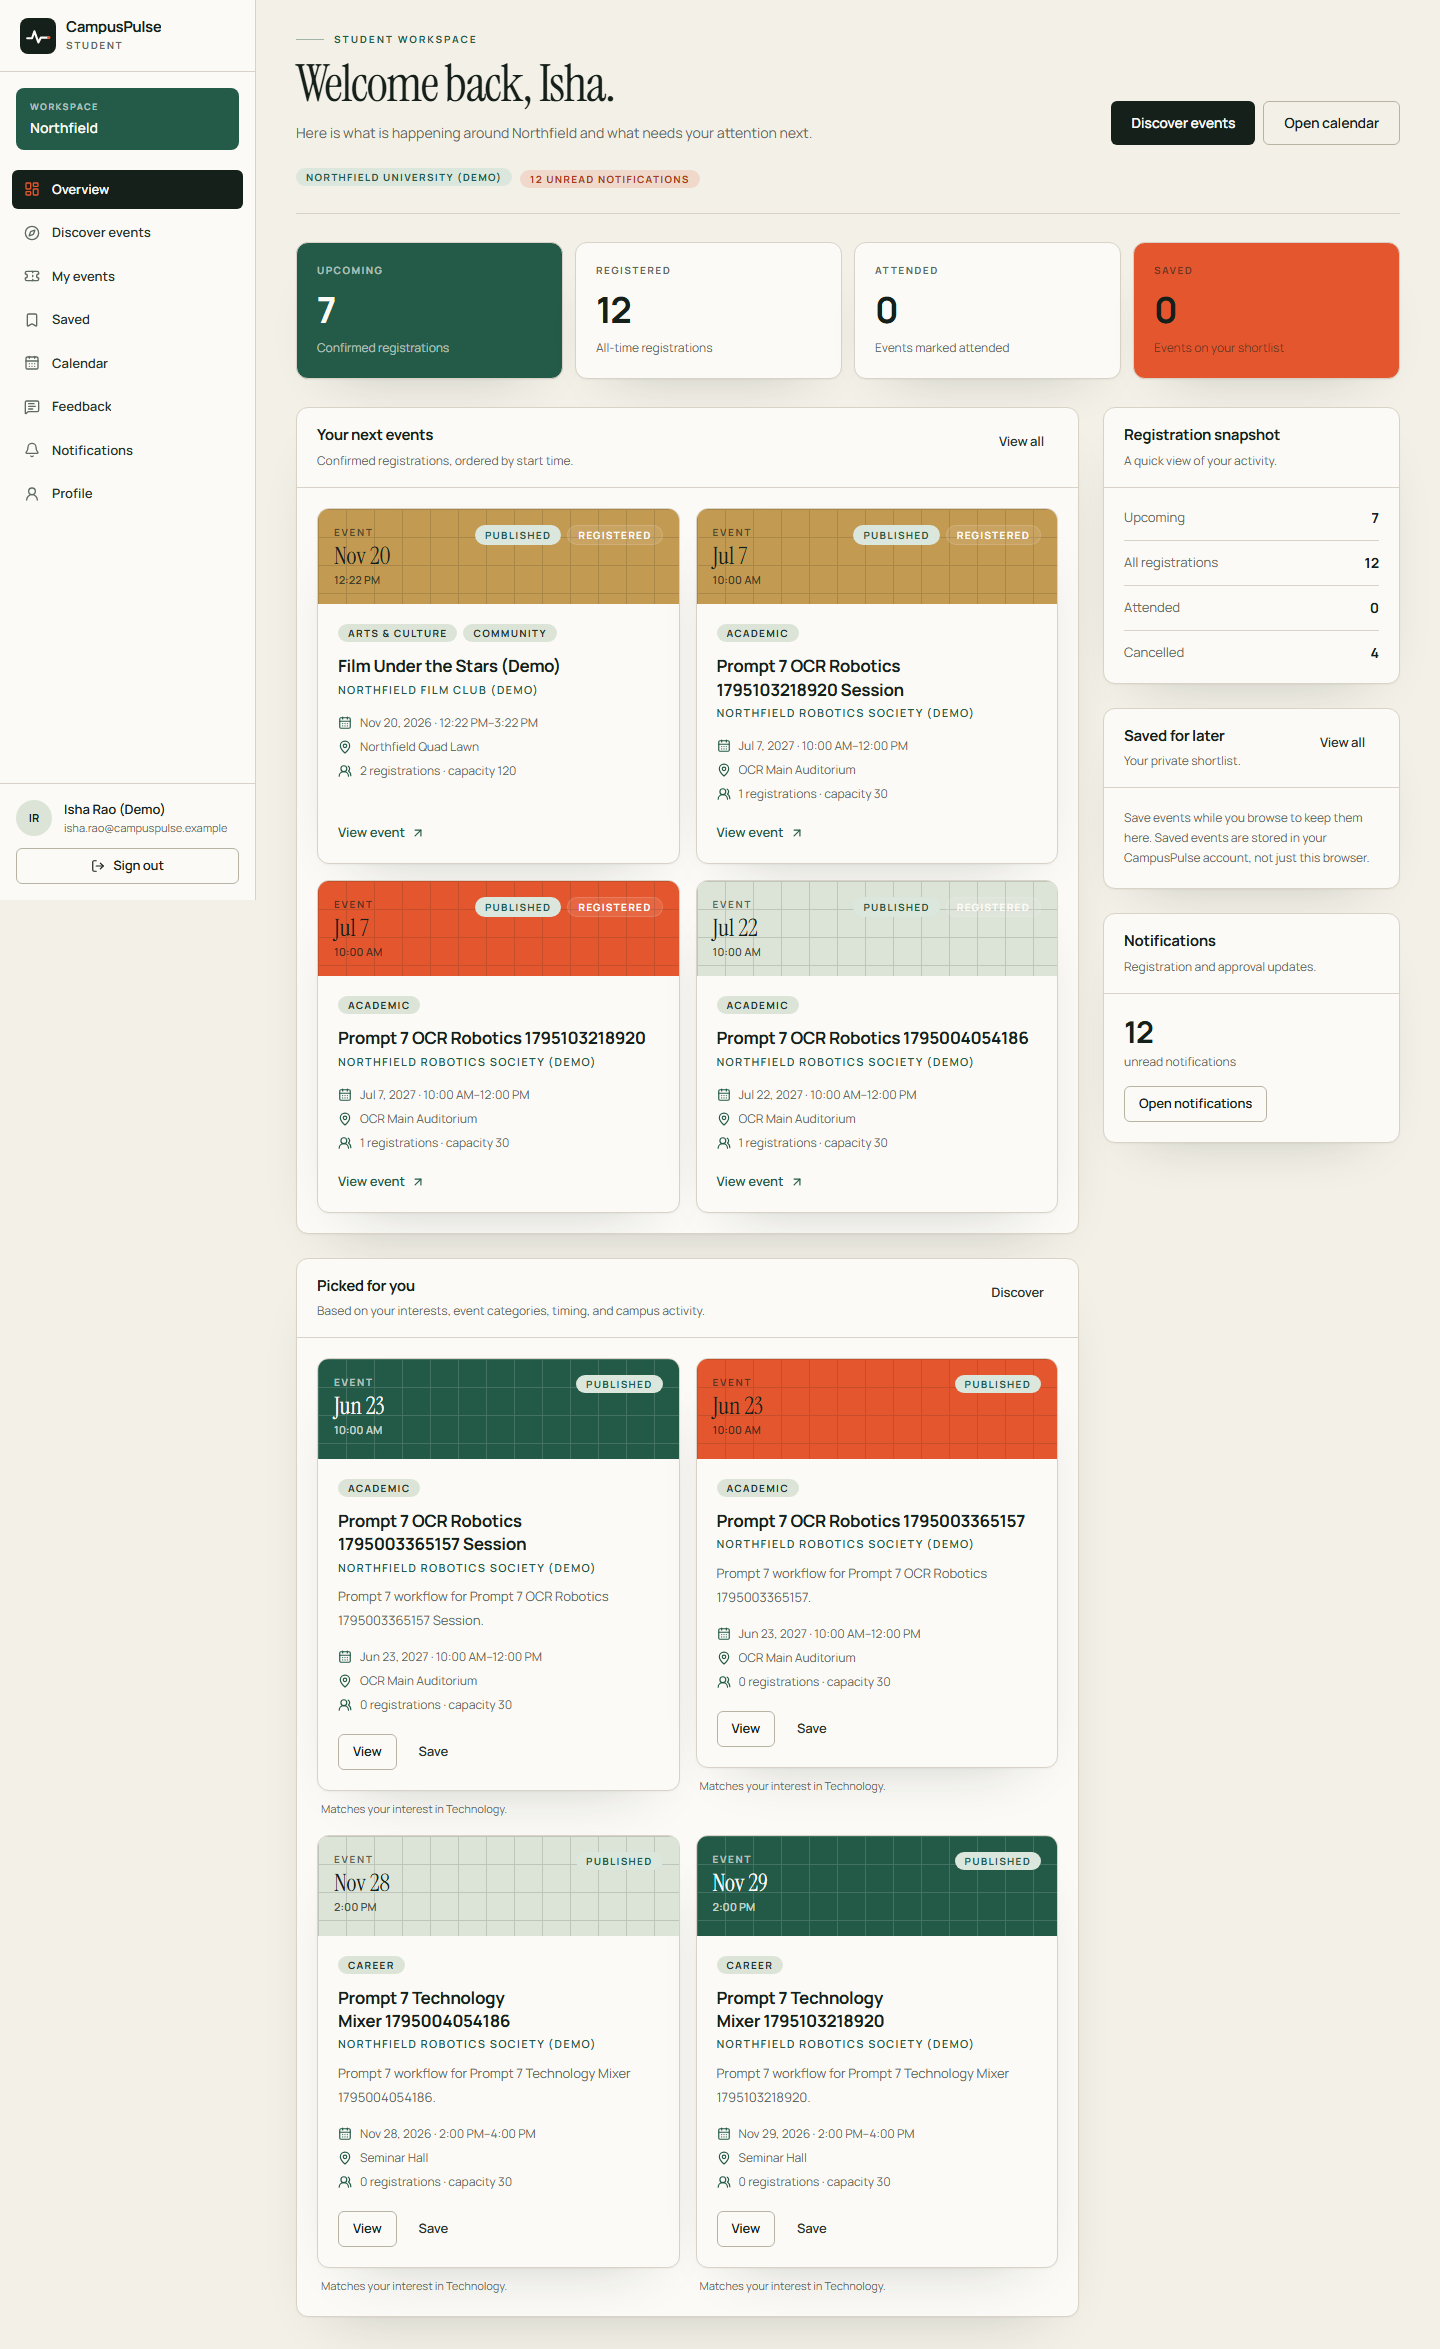 CampusPulse
STUDENT
WORKSPACE
Northfield
Overview
Discover events
My events
Saved
Calendar
Feedback
Notifications
Profile
IR
Isha Rao (Demo)
isha.rao@campuspulse.example
Sign out
STUDENT WORKSPACE
Welcome back, Isha.
Here is what is happening around Northfield and what needs your attention next.
Discover events
Open calendar
NORTHFIELD UNIVERSITY (DEMO)
12 UNREAD NOTIFICATIONS
UPCOMING
7
Confirmed registrations
REGISTERED
12
All-time registrations
ATTENDED
0
Events marked attended
SAVED
0
Events on your shortlist
Your next events
Confirmed registrations, ordered by start time.
View all
EVENT
Nov 20
12:22 PM
PUBLISHED
REGISTERED
ARTS & CULTURE
COMMUNITY
Film Under the Stars (Demo)
NORTHFIELD FILM CLUB (DEMO)
Nov 20, 2026 · 12:22 PM–3:22 PM
Northfield Quad Lawn
2 registrations · capacity 120
View event
EVENT
Jul 7
10:00 AM
PUBLISHED
REGISTERED
ACADEMIC
Prompt 7 OCR Robotics
1795103218920 Session
NORTHFIELD ROBOTICS SOCIETY (DEMO)
Jul 7, 2027 · 10:00 AM–12:00 PM
OCR Main Auditorium
1 registrations · capacity 30
View event
EVENT
Jul 7
10:00 AM
PUBLISHED
REGISTERED
ACADEMIC
Prompt 7 OCR Robotics 1795103218920
NORTHFIELD ROBOTICS SOCIETY (DEMO)
Jul 7, 2027 · 10:00 AM–12:00 PM
OCR Main Auditorium
1 registrations · capacity 30
View event
EVENT
Jul 22
10:00 AM
PUBLISHED
REGISTERED
ACADEMIC
Prompt 7 OCR Robotics 1795004054186
NORTHFIELD ROBOTICS SOCIETY (DEMO)
Jul 22, 2027 · 10:00 AM–12:00 PM
OCR Main Auditorium
1 registrations · capacity 30
View event
Registration snapshot
A quick view of your activity.
Upcoming 7
All registrations 12
Attended 0
Cancelled 4
Saved for later
Your private shortlist.
View all
Save events while you browse to keep them
here. Saved events are stored in your
CampusPulse account, not just this browser.
Notifications
Registration and approval updates.
12
unread notifications
Open notifications
Picked for you
Based on your interests, event categories, timing, and campus activity.
Discover
EVENT
Jun 23
10:00 AM
PUBLISHED
ACADEMIC
Prompt 7 OCR Robotics
1795003365157 Session
NORTHFIELD ROBOTICS SOCIETY (DEMO)
Prompt 7 workflow for Prompt 7 OCR Robotics
1795003365157 Session.
Jun 23, 2027 · 10:00 AM–12:00 PM
OCR Main Auditorium
0 registrations · capacity 30
View
Save
Matches your interest in Technology.
EVENT
Jun 23
10:00 AM
PUBLISHED
ACADEMIC
Prompt 7 OCR Robotics 1795003365157
NORTHFIELD ROBOTICS SOCIETY (DEMO)
Prompt 7 workflow for Prompt 7 OCR Robotics
1795003365157.
Jun 23, 2027 · 10:00 AM–12:00 PM
OCR Main Auditorium
0 registrations · capacity 30
View
Save
Matches your interest in Technology.
EVENT
Nov 28
2:00 PM
PUBLISHED
CAREER
Prompt 7 Technology
Mixer 1795004054186
NORTHFIELD ROBOTICS SOCIETY (DEMO)
Prompt 7 workflow for Prompt 7 Technology Mixer
1795004054186.
Nov 28, 2026 · 2:00 PM–4:00 PM
Seminar Hall
0 registrations · capacity 30
View
Save
Matches your interest in Technology.
EVENT
Nov 29
2:00 PM
PUBLISHED
CAREER
Prompt 7 Technology
Mixer 1795103218920
NORTHFIELD ROBOTICS SOCIETY (DEMO)
Prompt 7 workflow for Prompt 7 Technology Mixer
1795103218920.
Nov 29, 2026 · 2:00 PM–4:00 PM
Seminar Hall
0 registrations · capacity 30
View
Save
Matches your interest in Technology.